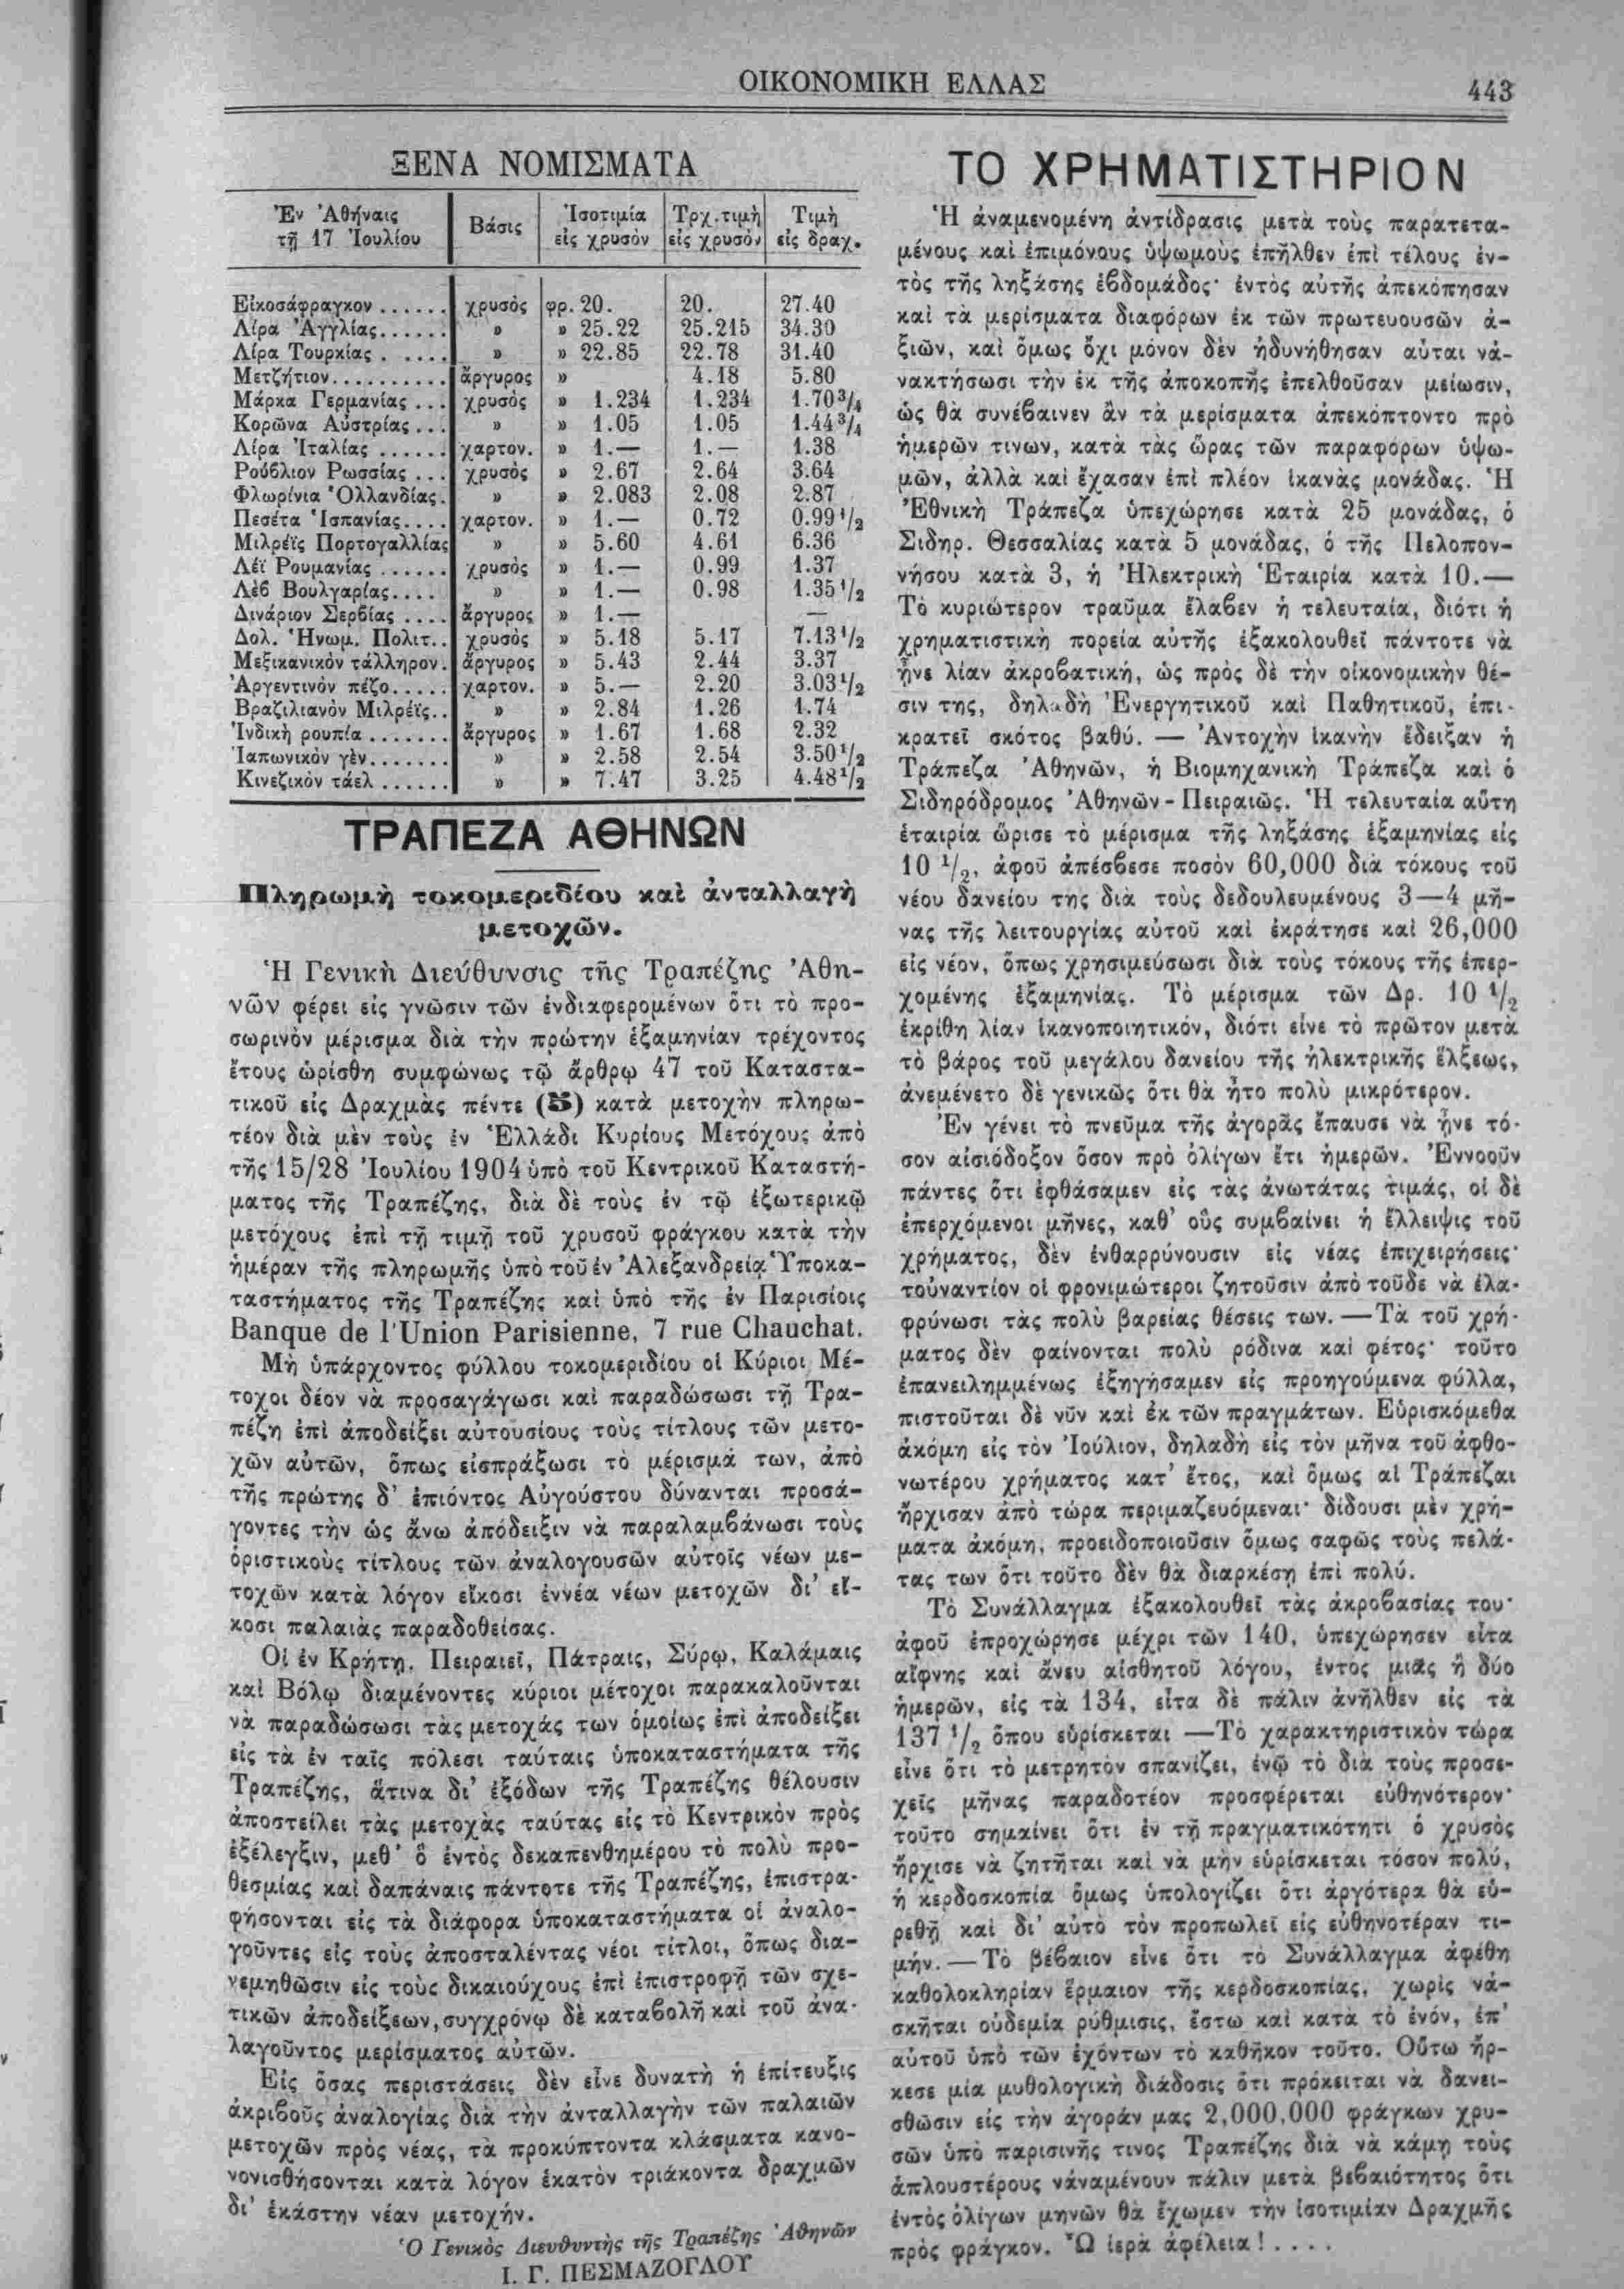 ΟΙΚΟΝΟΜΙΚΗ ΕΛΛΑΣ
443
ΞΕΝΑ ΝΟΜΙΣΜΑΤΑ
Ἐν Ἀθήναις τῇ 17 Ἰουλίου | Βάσις | Ἰσοτιμία εἰς χρυσὸν | Τρχ. τιμὴ εἰς χρυσὸν | Τιμὴ εἰς δραχ.
Εἰκοσάφραγκον ...... χρυσὸς φρ. 20. 20. 27.40
Λίρα Ἀγγλίας...... » » 25.22 25.215 34.30
Λίρα Τουρκίας . .... » » 22.85 22.78 31.40
Μετζήτιον.......... ἄργυρος » 4.18 5.80
Μάρκα Γερμανίας ... χρυσὸς » 1.234 1.234 1.70 3/4
Κορῶνα Αὐστρίας... » » 1.05 1.05 1.44 3/4
Λίρα Ἰταλίας ...... χαρτον. » 1.— 1.— 1.38
Ρούβλιον Ρωσσίας ... χρυσὸς » 2.67 2.64 3.64
Φλωρίνια Ὁλλανδίας. » » 2.083 2.08 2.87
Πεσέτα Ἰσπανίας.... χαρτον. » 1.— 0.72 0.99 1/2
Μιλρέϊς Πορτογαλλίας » » 5.60 4.61 6.36
Λέϊ Ρουμανίας ...... χρυσὸς » 1.— 0.99 1.37
Λὲβ Βουλγαρίας.... » » 1.— 0.98 1.35 1/2
Δινάριον Σερβίας .... ἄργυρος » 1.— —
Δολ. Ἡνωμ. Πολιτ.. χρυσὸς » 5.18 5.17 7.13 1/2
Μεξικανικὸν τάλληρον. ἄργυρος » 5.43 2.44 3.37
Ἀργεντινὸν πέζο..... χαρτον. » 5.— 2.20 3.03 1/2
Βραζιλιανὸν Μιλρέϊς.. » » 2.84 1.26 1.74
Ἰνδικὴ ρουπία ....... ἄργυρος » 1.67 1.68 2.32
Ἰαπωνικὸν γὲν....... » » 2.58 2.54 3.50 1/2
Κινεζικὸν τάελ ...... » » 7.47 3.25 4.48 1/2
ΤΡΑΠΕΖΑ ΑΘΗΝΩΝ
Πληρωμὴ τοκομεριδίου καὶ ἀνταλλαγὴ
μετοχῶν.
Ἡ Γενικὴ Διεύθυνσις τῆς Τραπέζης Ἀθη-
νῶν φέρει εἰς γνῶσιν τῶν ἐνδιαφερομένων ὅτι τὸ προ-
σωρινὸν μέρισμα διὰ τὴν πρώτην ἑξαμηνίαν τρέχοντος
ἔτους ὡρίσθη συμφώνως τῷ ἄρθρῳ 47 τοῦ Καταστα-
τικοῦ εἰς Δραχμὰς πέντε (5) κατὰ μετοχὴν πληρω-
τέον διὰ μὲν τοὺς ἐν Ἑλλάδι Κυρίους Μετόχους ἀπὸ
τῆς 15/28 Ἰουλίου 1904 ὑπὸ τοῦ Κεντρικοῦ Καταστή-
ματος τῆς Τραπέζης, διὰ δὲ τοὺς ἐν τῷ ἐξωτερικῷ
μετόχους ἐπὶ τῇ τιμῇ τοῦ χρυσοῦ φράγκου κατὰ τὴν
ἡμέραν τῆς πληρωμῆς ὑπὸ τοῦ ἐν Ἀλεξανδρείᾳ Ὑποκα-
ταστήματος τῆς Τραπέζης καὶ ὑπὸ τῆς ἐν Παρισίοις
Banque de l'Union Parisienne, 7 rue Chauchat.
Μὴ ὑπάρχοντος φύλλου τοκομεριδίου οἱ Κύριοι Μέ-
τοχοι δέον νὰ προσαγάγωσι καὶ παραδώσωσι τῇ Τρα-
πέζῃ ἐπὶ ἀποδείξει αὐτουσίους τοὺς τίτλους τῶν μετο-
χῶν αὐτῶν, ὅπως εἰσπράξωσι τὸ μέρισμά των, ἀπὸ
τῆς πρώτης δ' ἐπιόντος Αὐγούστου δύνανται προσά-
γοντες τὴν ὡς ἄνω ἀπόδειξιν νὰ παραλαμβάνωσι τοὺς
ὁριστικοὺς τίτλους τῶν ἀναλογουσῶν αὐτοῖς νέων με-
τοχῶν κατὰ λόγον εἴκοσι ἐννέα νέων μετοχῶν δι' εἴ-
κοσι παλαιὰς παραδοθείσας.
Οἱ ἐν Κρήτῃ, Πειραιεῖ, Πάτραις, Σύρῳ, Καλάμαις
καὶ Βόλῳ διαμένοντες κύριοι μέτοχοι παρακαλοῦνται
νὰ παραδώσωσι τὰς μετοχάς των ὁμοίως ἐπὶ ἀποδείξει
εἰς τὰ ἐν ταῖς πόλεσι ταύταις ὑποκαταστήματα τῆς
Τραπέζης, ἅτινα δι' ἐξόδων τῆς Τραπέζης θέλουσιν
ἀποστείλει τὰς μετοχὰς ταύτας εἰς τὸ Κεντρικὸν πρὸς
ἐξέλεγξιν, μεθ' ὃ ἐντὸς δεκαπενθημέρου τὸ πολὺ προ-
θεσμίας καὶ δαπάναις πάντοτε τῆς Τραπέζης, ἐπιστρα-
φήσονται εἰς τὰ διάφορα ὑποκαταστήματα οἱ ἀναλο-
γοῦντες εἰς τοὺς ἀποσταλέντας νέοι τίτλοι, ὅπως δια-
νεμηθῶσιν εἰς τοὺς δικαιούχους ἐπὶ ἐπιστροφῇ τῶν σχε-
τικῶν ἀποδείξεων, συγχρόνῳ δὲ καταβολῇ καὶ τοῦ ἀνα-
λαγοῦντος μερίσματος αὐτῶν.
Εἰς ὅσας περιστάσεις δὲν εἶνε δυνατὴ ἡ ἐπίτευξις
ἀκριβοῦς ἀναλογίας διὰ τὴν ἀνταλλαγὴν τῶν παλαιῶν
μετοχῶν πρὸς νέας, τὰ προκύπτοντα κλάσματα κανο-
νονισθήσονται κατὰ λόγον ἑκατὸν τριάκοντα δραχμῶν
δι' ἑκάστην νέαν μετοχήν.
Ὁ Γενικὸς Διευθυντὴς τῆς Τραπέζης Ἀθηνῶν
Ι. Γ. ΠΕΣΜΑΖΟΓΛΟΥ
ΤΟ ΧΡΗΜΑΤΙΣΤΗΡΙΟΝ
Ἡ ἀναμενομένη ἀντίδρασις μετὰ τοὺς παρατετα-
μένους καὶ ἐπιμόνους ὑψωμοὺς ἐπῆλθεν ἐπὶ τέλους ἐν-
τὸς τῆς ληξάσης ἑβδομάδος· ἐντὸς αὐτῆς ἀπεκόπησαν
καὶ τὰ μερίσματα διαφόρων ἐκ τῶν πρωτευουσῶν ἀ-
ξιῶν, καὶ ὅμως ὄχι μόνον δὲν ἠδυνήθησαν αὗται νἀ-
νακτήσωσι τὴν ἐκ τῆς ἀποκοπῆς ἐπελθοῦσαν μείωσιν,
ὡς θὰ συνέβαινεν ἂν τὰ μερίσματα ἀπεκόπτοντο πρὸ
ἡμερῶν τινων, κατὰ τὰς ὥρας τῶν παραφόρων ὑψω-
μῶν, ἀλλὰ καὶ ἔχασαν ἐπὶ πλέον ἱκανὰς μονάδας. Ἡ
Ἐθνικὴ Τράπεζα ὑπεχώρησε κατὰ 25 μονάδας, ὁ
Σιδηρ. Θεσσαλίας κατὰ 5 μονάδας, ὁ τῆς Πελοπον-
νήσου κατὰ 3, ἡ Ἠλεκτρικὴ Ἑταιρία κατὰ 10.—
Τὸ κυριώτερον τραῦμα ἔλαβεν ἡ τελευταία, διότι ἡ
χρηματιστικὴ πορεία αὐτῆς ἐξακολουθεῖ πάντοτε νὰ
ἦνε λίαν ἀκροβατική, ὡς πρὸς δὲ τὴν οἰκονομικὴν θέ-
σιν της, δηλαδὴ Ἐνεργητικοῦ καὶ Παθητικοῦ, ἐπι-
κρατεῖ σκότος βαθύ. — Ἀντοχὴν ἱκανὴν ἔδειξαν ἡ
Τράπεζα Ἀθηνῶν, ἡ Βιομηχανικὴ Τράπεζα καὶ ὁ
Σιδηρόδρομος Ἀθηνῶν - Πειραιῶς. Ἡ τελευταία αὕτη
ἑταιρία ὥρισε τὸ μέρισμα τῆς ληξάσης ἑξαμηνίας εἰς
10 1/2, ἀφοῦ ἀπέσβεσε ποσὸν 60,000 διὰ τόκους τοῦ
νέου δανείου της διὰ τοὺς δεδουλευμένους 3—4 μῆ-
νας τῆς λειτουργίας αὐτοῦ καὶ ἐκράτησε καὶ 26,000
εἰς νέον, ὅπως χρησιμεύσωσι διὰ τοὺς τόκους τῆς ἐπερ-
χομένης ἑξαμηνίας. Τὸ μέρισμα τῶν Δρ. 10 1/2
ἐκρίθη λίαν ἱκανοποιητικόν, διότι εἶνε τὸ πρῶτον μετὰ
τὸ βάρος τοῦ μεγάλου δανείου τῆς ἠλεκτρικῆς ἕλξεως,
ἀνεμένετο δὲ γενικῶς ὅτι θὰ ἦτο πολὺ μικρότερον.
Ἐν γένει τὸ πνεῦμα τῆς ἀγορᾶς ἔπαυσε νὰ ἦνε τό-
σον αἰσιόδοξον ὅσον πρὸ ὀλίγων ἔτι ἡμερῶν. Ἐννοοῦν
πάντες ὅτι ἐφθάσαμεν εἰς τὰς ἀνωτάτας τιμάς, οἱ δὲ
ἐπερχόμενοι μῆνες, καθ' οὓς συμβαίνει ἡ ἔλλειψις τοῦ
χρήματος, δὲν ἐνθαρρύνουσιν εἰς νέας ἐπιχειρήσεις·
τοὐναντίον οἱ φρονιμώτεροι ζητοῦσιν ἀπὸ τοῦδε νὰ ἐλα-
φρύνωσι τὰς πολὺ βαρείας θέσεις των. — Τὰ τοῦ χρή-
ματος δὲν φαίνονται πολὺ ρόδινα καὶ φέτος· τοῦτο
ἐπανειλημμένως ἐξηγήσαμεν εἰς προηγούμενα φύλλα,
πιστοῦται δὲ νῦν καὶ ἐκ τῶν πραγμάτων. Εὑρισκόμεθα
ἀκόμη εἰς τὸν Ἰούλιον, δηλαδὴ εἰς τὸν μῆνα τοῦ ἀφθο-
νωτέρου χρήματος κατ' ἔτος, καὶ ὅμως αἱ Τράπεζαι
ἤρχισαν ἀπὸ τώρα περιμαζευόμεναι· δίδουσι μὲν χρή-
ματα ἀκόμη, προειδοποιοῦσιν ὅμως σαφῶς τοὺς πελά-
τας των ὅτι τοῦτο δὲν θὰ διαρκέσῃ ἐπὶ πολύ.
Τὸ Συνάλλαγμα ἐξακολουθεῖ τὰς ἀκροβασίας του·
ἀφοῦ ἐπροχώρησε μέχρι τῶν 140, ὑπεχώρησεν εἶτα
αἴφνης καὶ ἄνευ αἰσθητοῦ λόγου, ἐντὸς μιᾶς ἢ δύο
ἡμερῶν, εἰς τὰ 134, εἶτα δὲ πάλιν ἀνῆλθεν εἰς τὰ
137 1/2 ὅπου εὑρίσκεται —Τὸ χαρακτηριστικὸν τώρα
εἶνε ὅτι τὸ μετρητὸν σπανίζει, ἐνῷ τὸ διὰ τοὺς προσε-
χεῖς μῆνας παραδοτέον προσφέρεται εὐθηνότερον·
τοῦτο σημαίνει ὅτι ἐν τῇ πραγματικότητι ὁ χρυσὸς
ἤρχισε νὰ ζητῆται καὶ νὰ μὴν εὑρίσκεται τόσον πολύ,
ἡ κερδοσκοπία ὅμως ὑπολογίζει ὅτι ἀργότερα θὰ εὑ-
ρεθῇ καὶ δι' αὐτὸ τὸν προπωλεῖ εἰς εὐθηνοτέραν τι-
μήν. — Τὸ βέβαιον εἶνε ὅτι τὸ Συνάλλαγμα ἀφέθη
καθολοκληρίαν ἕρμαιον τῆς κερδοσκοπίας, χωρὶς νἀ-
σκῆται οὐδεμία ρύθμισις, ἔστω καὶ κατὰ τὸ ἐνόν, ἐπ'
αὐτοῦ ὑπὸ τῶν ἐχόντων τὸ καθῆκον τοῦτο. Οὕτω ἤρ-
κεσε μία μυθολογικὴ διάδοσις ὅτι πρόκειται νὰ δανει-
σθῶσιν εἰς τὴν ἀγοράν μας 2,000,000 φράγκων χρυ-
σῶν ὑπὸ παρισινῆς τινος Τραπέζης διὰ νὰ κάμῃ τοὺς
ἁπλουστέρους νἀναμένουν πάλιν μετὰ βεβαιότητος ὅτι
ἐντὸς ὀλίγων μηνῶν θὰ ἔχωμεν τὴν ἰσοτιμίαν Δραχμῆς
πρὸς φράγκον. Ὦ ἱερὰ ἀφέλεια! ....